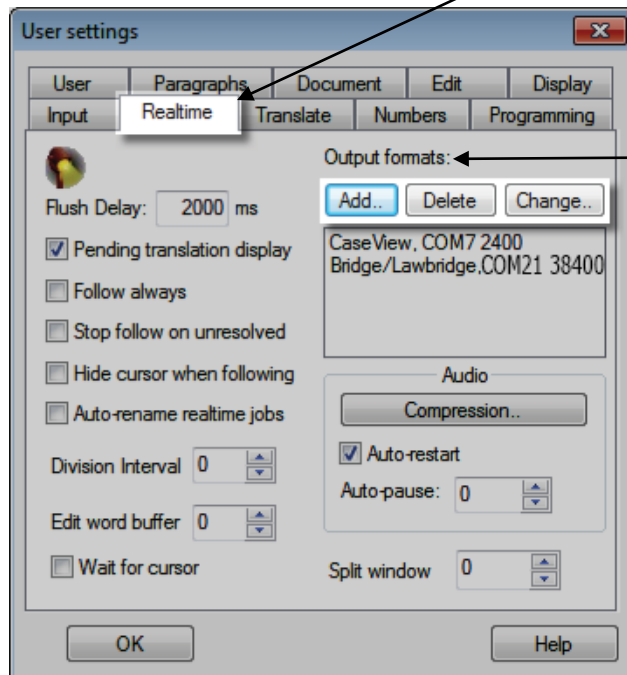 User settings
User Paragraphs Document Edit Display
Input Realtime Translate Numbers Programming
Output formats:
Flush Delay: 2000 ms
Add.. Delete Change..
Pending translation display
CaseView, COM7 2400
Bridge/Lawbridge,COM21 38400
Follow always
Stop follow on unresolved
Hide cursor when following
Audio
Auto-rename realtime jobs
Compression..
Division Interval 0
Auto-restart
Auto-pause: 0
Edit word buffer 0
Wait for cursor
Split window 0
OK Help